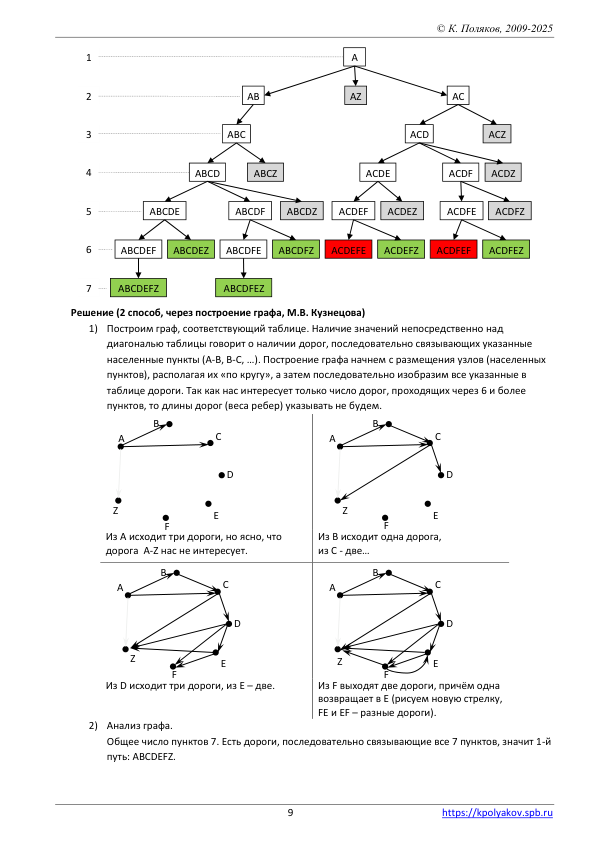 © К. Поляков, 2009-2025
1
A
2
AB
AZ
AC
3
ABC
ACD
ACZ
4
ABCD
ABCZ
ACDE
ACDF
ACDZ
5
ABCDE
ABCDF
ABCDZ
ACDEF
ACDEZ
ACDFE
ACDFZ
6
ABCDEF
ABCDEZ
ABCDFE
ABCDFZ
ACDEFE
ACDEFZ
ACDFEF
ACDFEZ
7
ABCDEFZ
ABCDFEZ
Решение (2 способ, через построение графа, М.В. Кузнецова)
1) Построим граф, соответствующий таблице. Наличие значений непосредственно над
диагональю таблицы говорит о наличии дорог, последовательно связывающих указанные
населенные пункты (A-B, B-C, …). Построение графа начнем с размещения узлов (населенных
пунктов), располагая их «по кругу», а затем последовательно изобразим все указанные в
таблице дороги. Так как нас интересует только число дорог, проходящих через 6 и более
пунктов, то длины дорог (веса ребер) указывать не будем.
B
A
C
D
Z
E
F
Из A исходит три дороги, но ясно, что
дорога A-Z нас не интересует.
B
A
C
D
Z
E
F
Из B исходит одна дорога,
из C - две…
B
A
C
D
Z
E
F
Из D исходит три дороги, из E – две.
B
A
C
D
Z
E
F
Из F выходят две дороги, причём одна
возвращает в E (рисуем новую стрелку,
FE и EF – разные дороги).
2) Анализ графа.
Общее число пунктов 7. Есть дороги, последовательно связывающие все 7 пунктов, значит 1-й
путь: ABCDEFZ.
9
https://kpolyakov.spb.ru